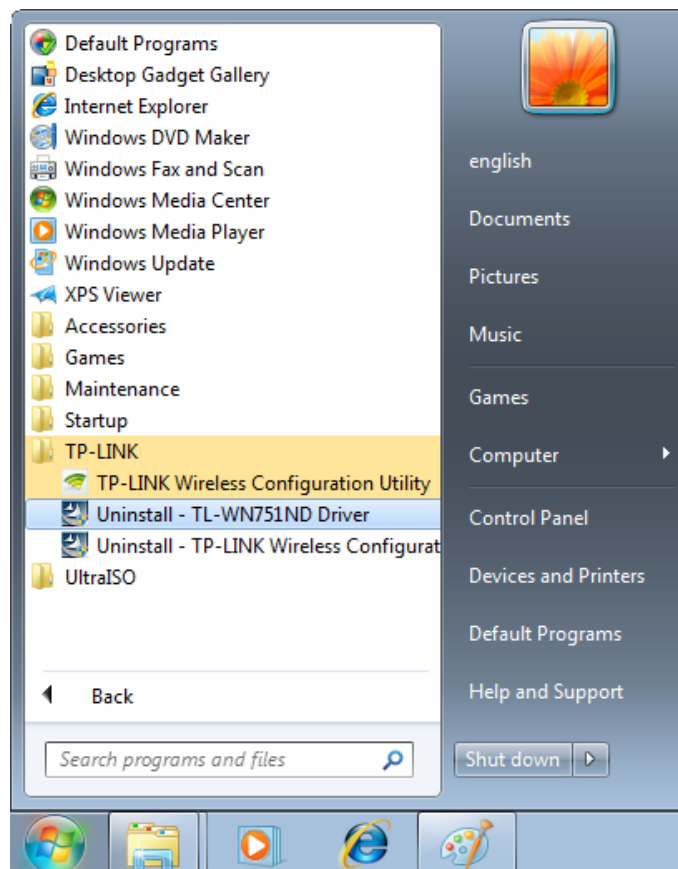 Default Programs
Desktop Gadget Gallery
Internet Explorer
Windows DVD Maker
Windows Fax and Scan
Windows Media Center
Windows Media Player
Windows Update
XPS Viewer
Accessories
Games
Maintenance
Startup
TP-LINK
TP-LINK Wireless Configuration Utility
Uninstall - TL-WN751ND Driver
Uninstall - TP-LINK Wireless Configurat
UltraISO
Back
Search programs and files
english
Documents
Pictures
Music
Games
Computer
Control Panel
Devices and Printers
Default Programs
Help and Support
Shut down